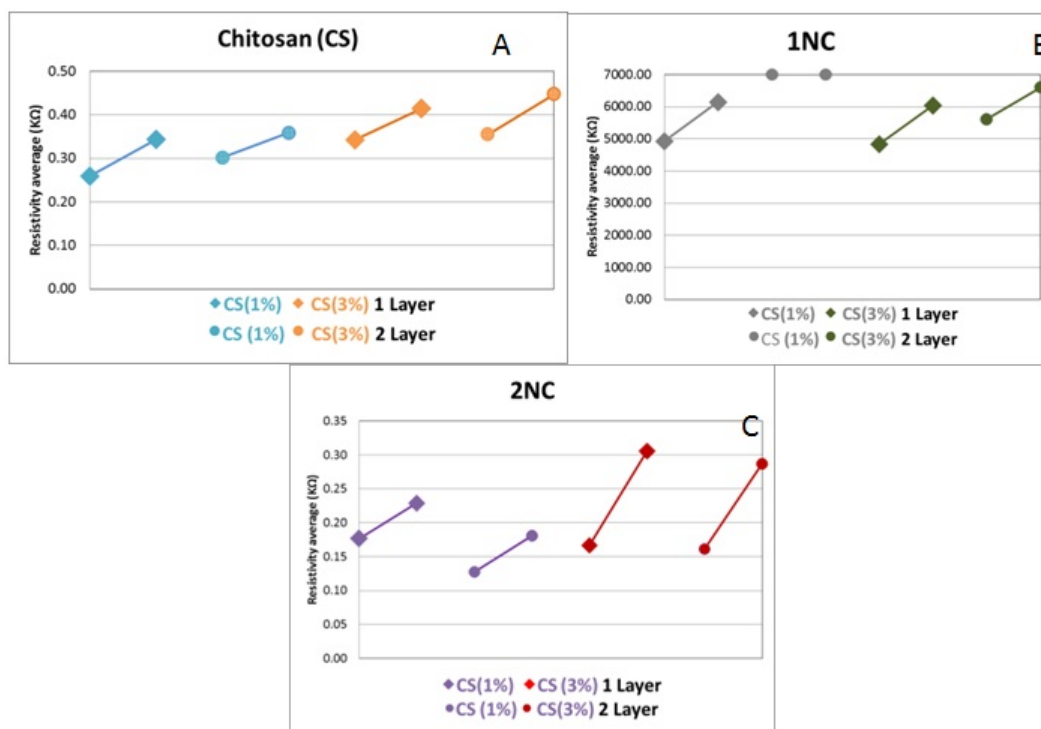 Chitosan (CS)
A
Resistivity average (KΩ)
0.50
0.40
0.30
0.20
0.10
0.00
CS(1%) CS(3%) 1 Layer
CS (1%) CS(3%) 2 Layer
1NC
Resistivity average (KΩ)
7000.00
6000.00
5000.00
4000.00
3000.00
2000.00
1000.00
0.00
CS(1%) CS(3%) 1 Layer
CS (1%) CS(3%) 2 Layer
2NC
C
Resistivity average (KΩ)
0.35
0.30
0.25
0.20
0.15
0.10
0.05
0.00
CS(1%) CS (3%) 1 Layer
CS (1%) CS(3%) 2 Layer